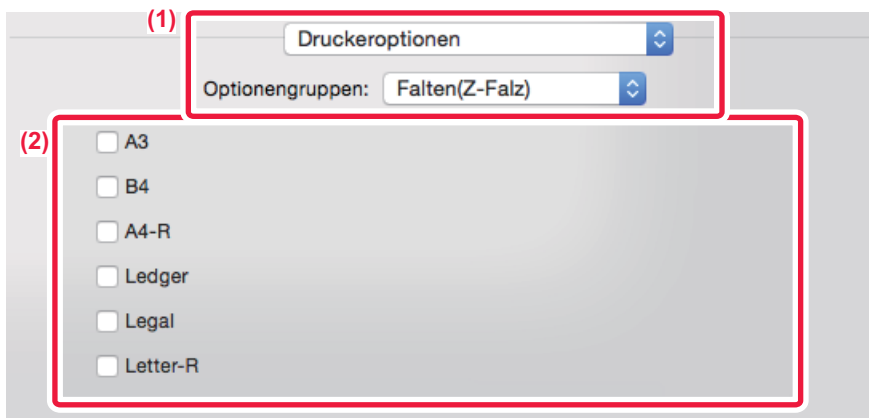 (1)
Druckeroptionen
Optionengruppen: Falten(Z-Falz)
(2)
A3
B4
A4-R
Ledger
Legal
Letter-R